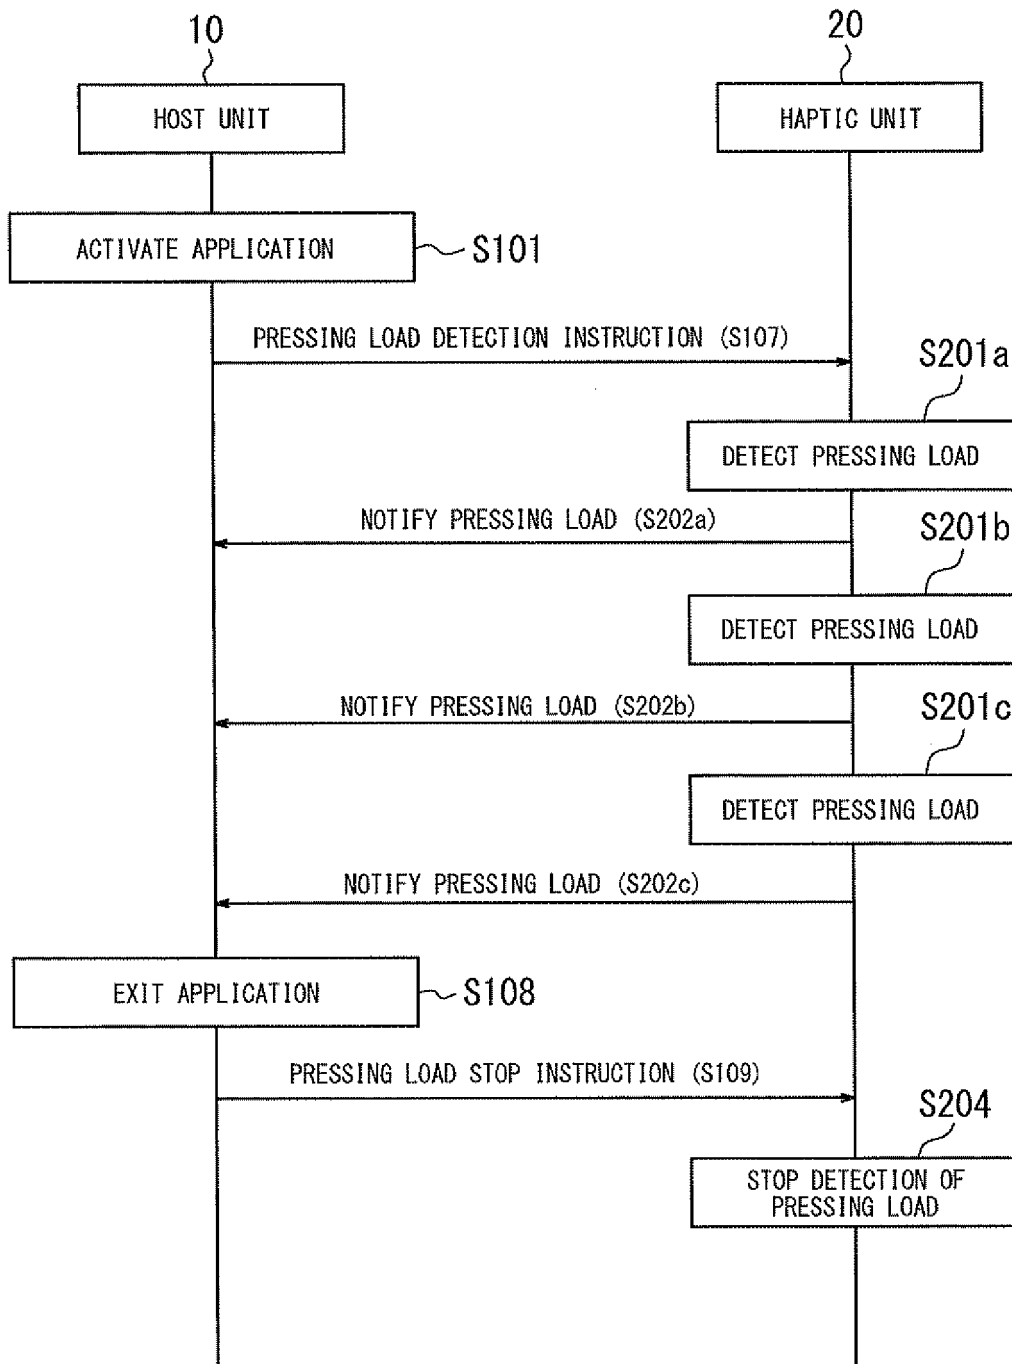 10
20
HOST UNIT
HAPTIC UNIT
ACTIVATE APPLICATION
S101
PRESSING LOAD DETECTION INSTRUCTION (S107)
S201a
DETECT PRESSING LOAD
NOTIFY PRESSING LOAD (S202a)
S201b
DETECT PRESSING LOAD
NOTIFY PRESSING LOAD (S202b)
S201c
DETECT PRESSING LOAD
NOTIFY PRESSING LOAD (S202c)
EXIT APPLICATION
S108
PRESSING LOAD STOP INSTRUCTION (S109)
S204
STOP DETECTION OF
PRESSING LOAD